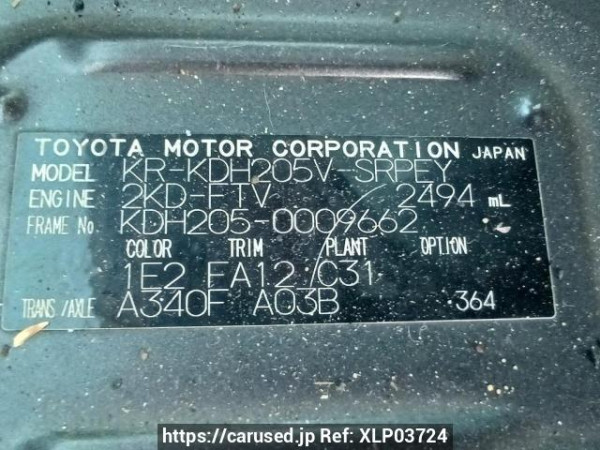 TOYOTA MOTOR CORPORATION JAPAN
MODEL KR-KDH205V-SRPEY
ENGINE 2KD-FTV 2494 mL
FRAME No. KDH205-0009662
COLOR TRIM PLANT OPTION
1E2 FA12 C31
TRANS/AXLE A340F A03B 364
https://carused.jp Ref: XLP03724